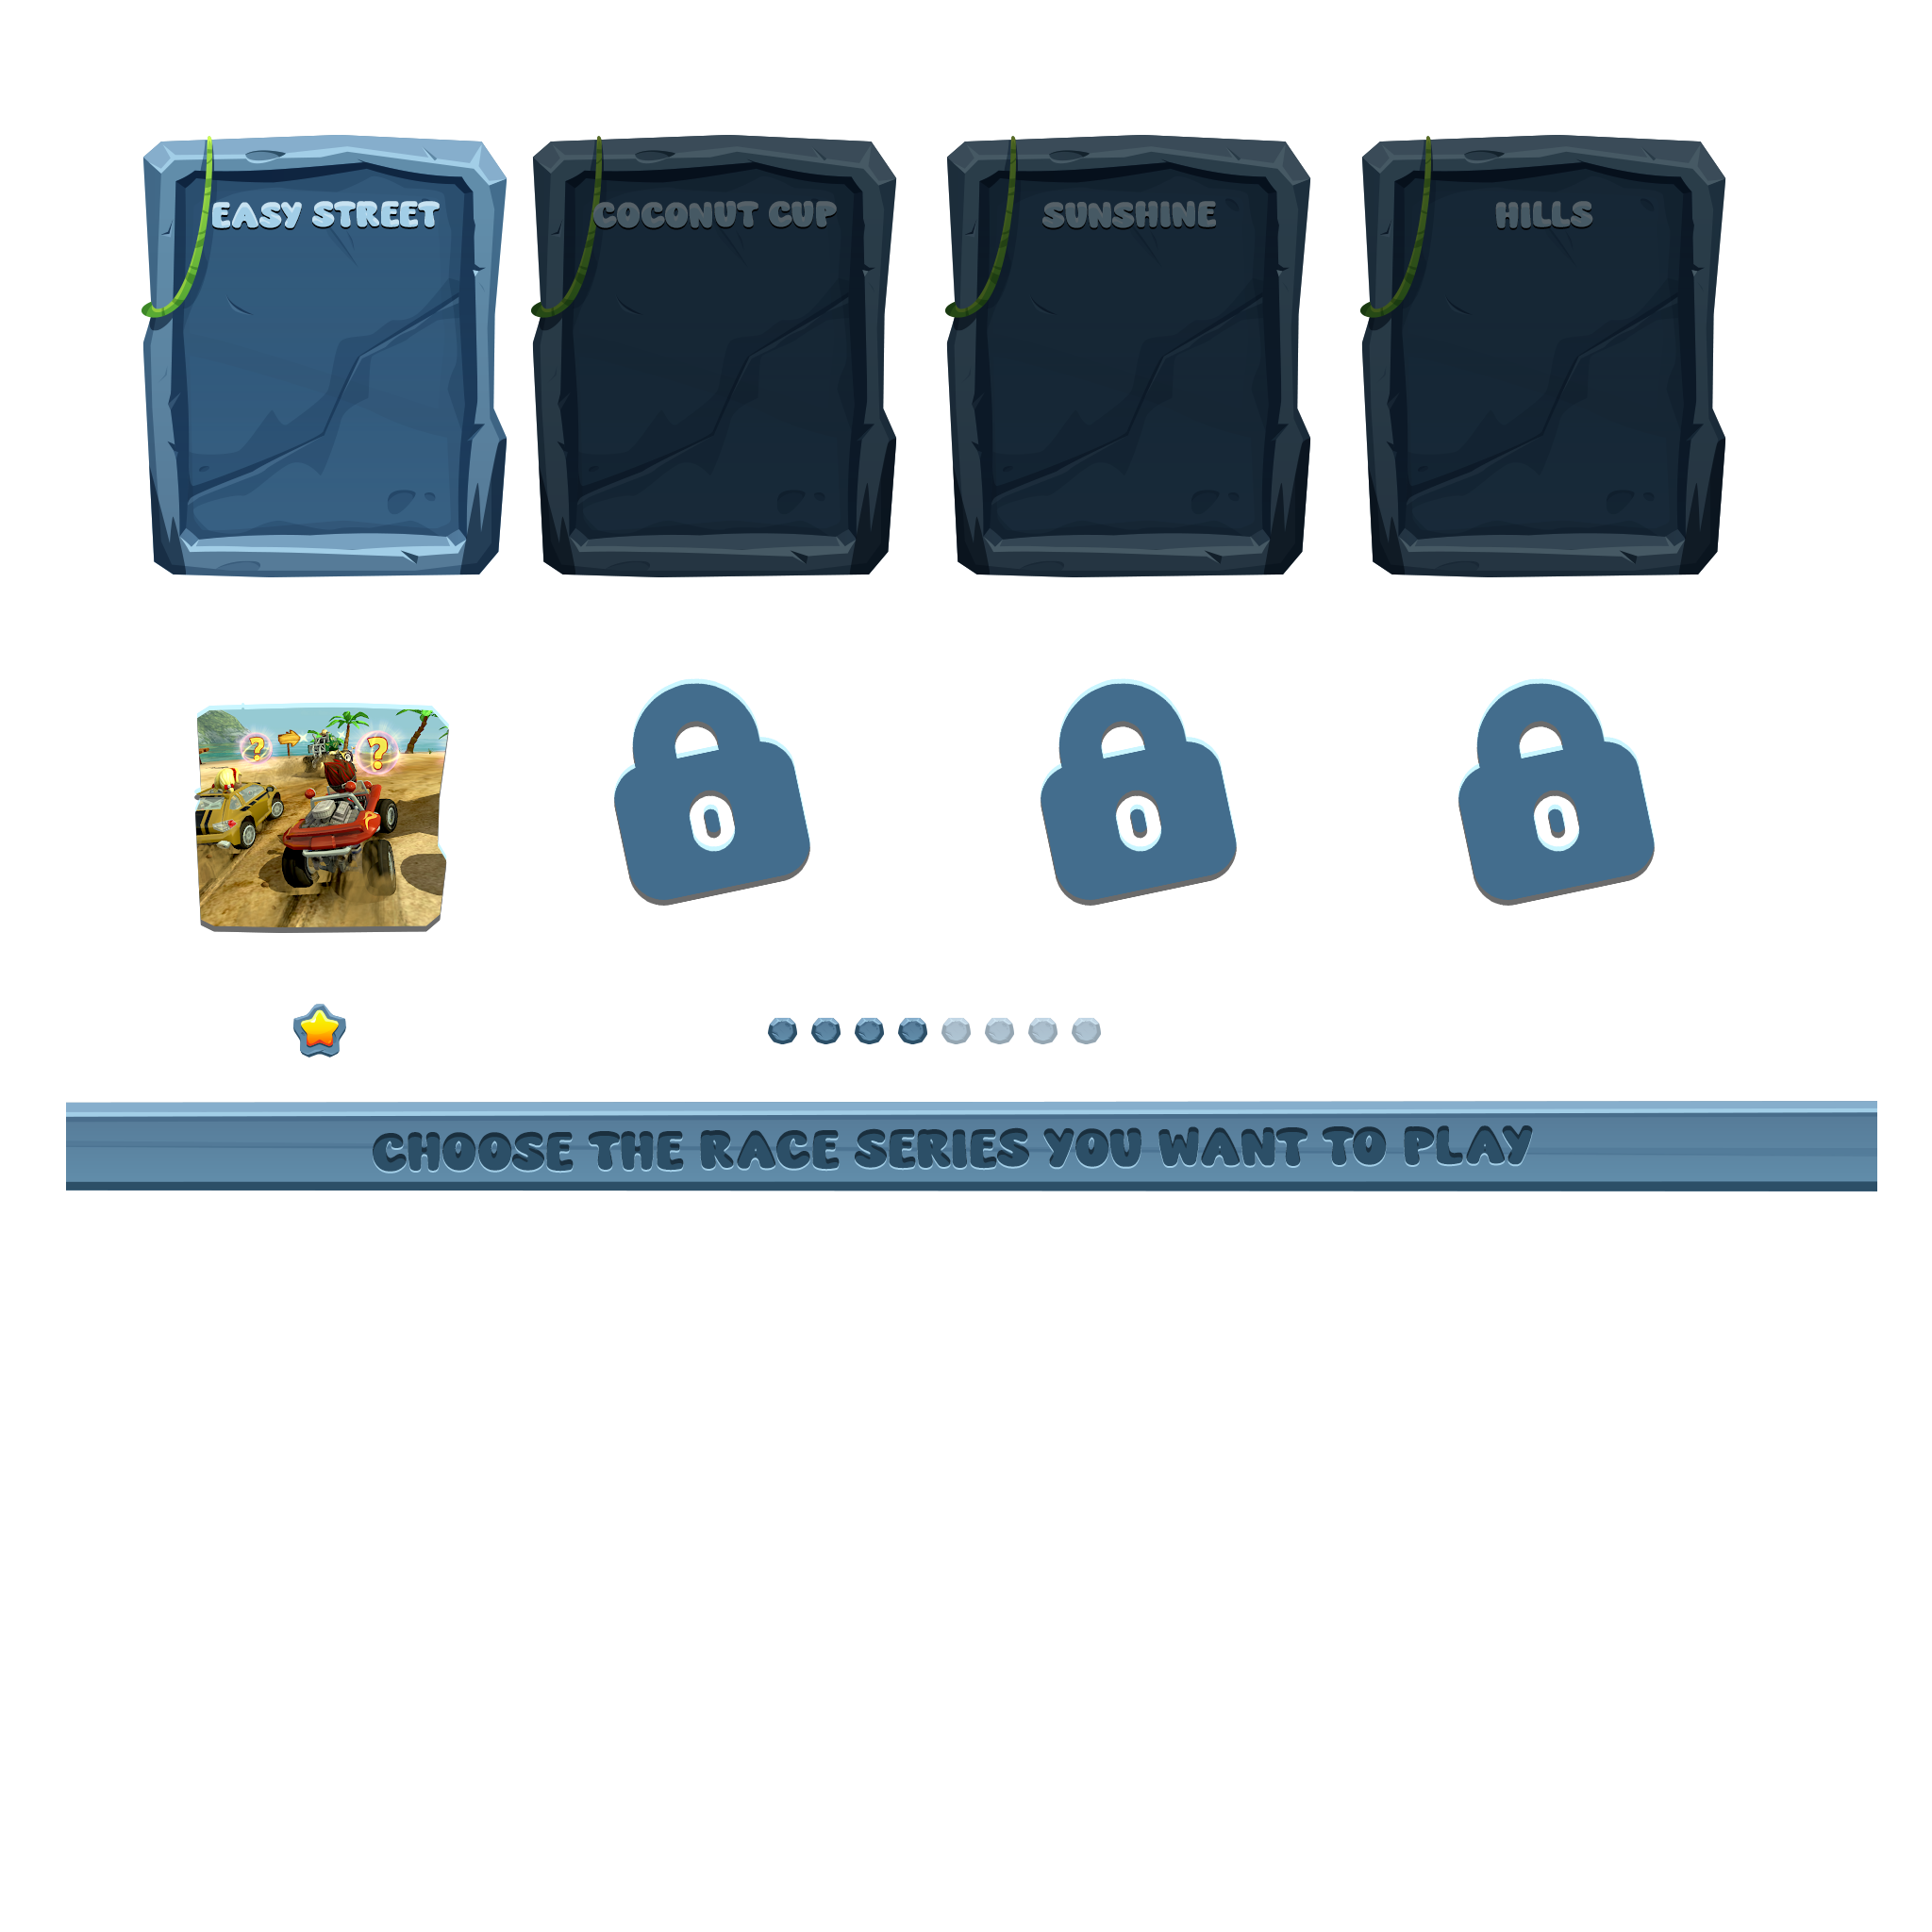 EASY STREET
COCONUT CUP
SUNSHINE
HILLS
? ?
CHOOSE THE RACE SERIES YOU WANT TO PLAY